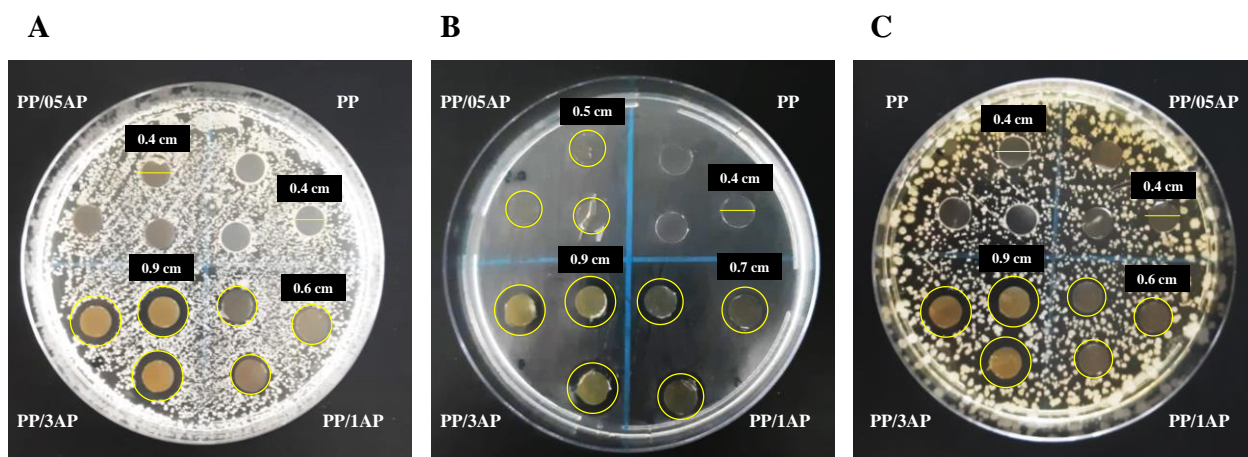 A
B
C
PP/05AP
PP
0.4 cm
0.4 cm
0.9 cm
0.6 cm
PP/3AP
PP/1AP
PP/05AP
PP
0.5 cm
0.4 cm
0.9 cm
0.7 cm
PP/3AP
PP/1AP
PP
PP/05AP
0.4 cm
0.4 cm
0.9 cm
0.6 cm
PP/3AP
PP/1AP